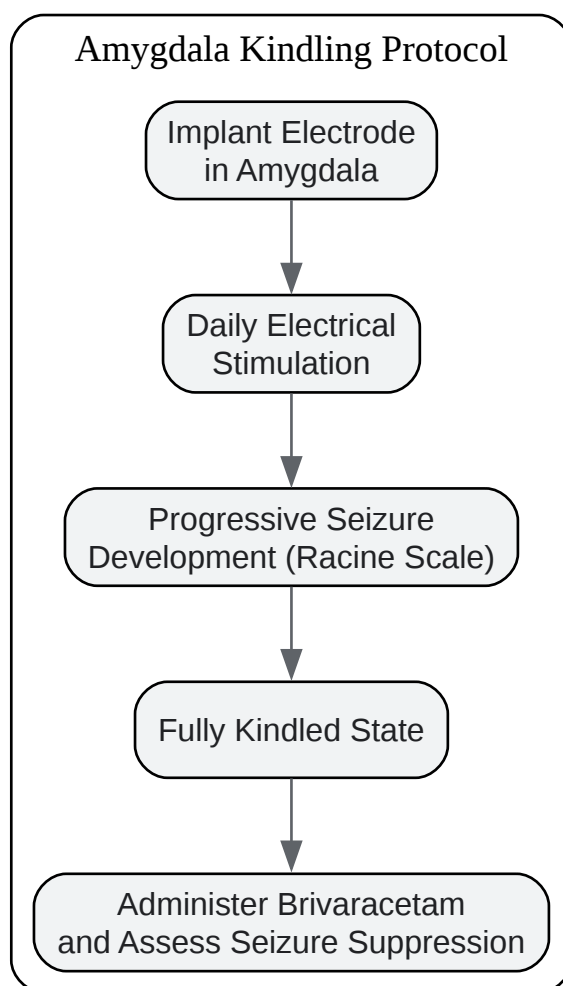 Amygdala Kindling Protocol
Implant Electrode
in Amygdala
Daily Electrical
Stimulation
Progressive Seizure
Development (Racine Scale)
Fully Kindled State
Administer Brivaracetam
and Assess Seizure Suppression